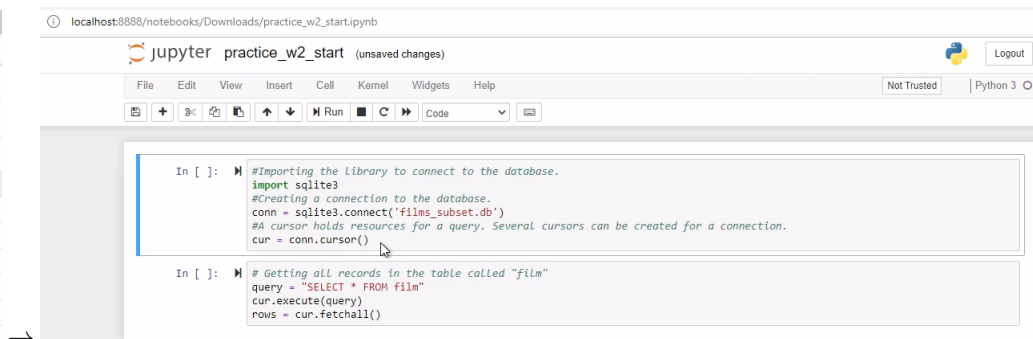 localhost:8888/notebooks/Downloads/practice_w2_start.ipynb
jupyter practice_w2_start (unsaved changes)
Logout
File Edit View Insert Cell Kernel Widgets Help
Not Trusted
Python 3
Run
Code
In [ ]:
#Importing the library to connect to the database.
import sqlite3
#Creating a connection to the database.
conn = sqlite3.connect('films_subset.db')
#A cursor holds resources for a query. Several cursors can be created for a connection.
cur = conn.cursor()
In [ ]:
# Getting all records in the table called "film"
query = "SELECT * FROM film"
cur.execute(query)
rows = cur.fetchall()